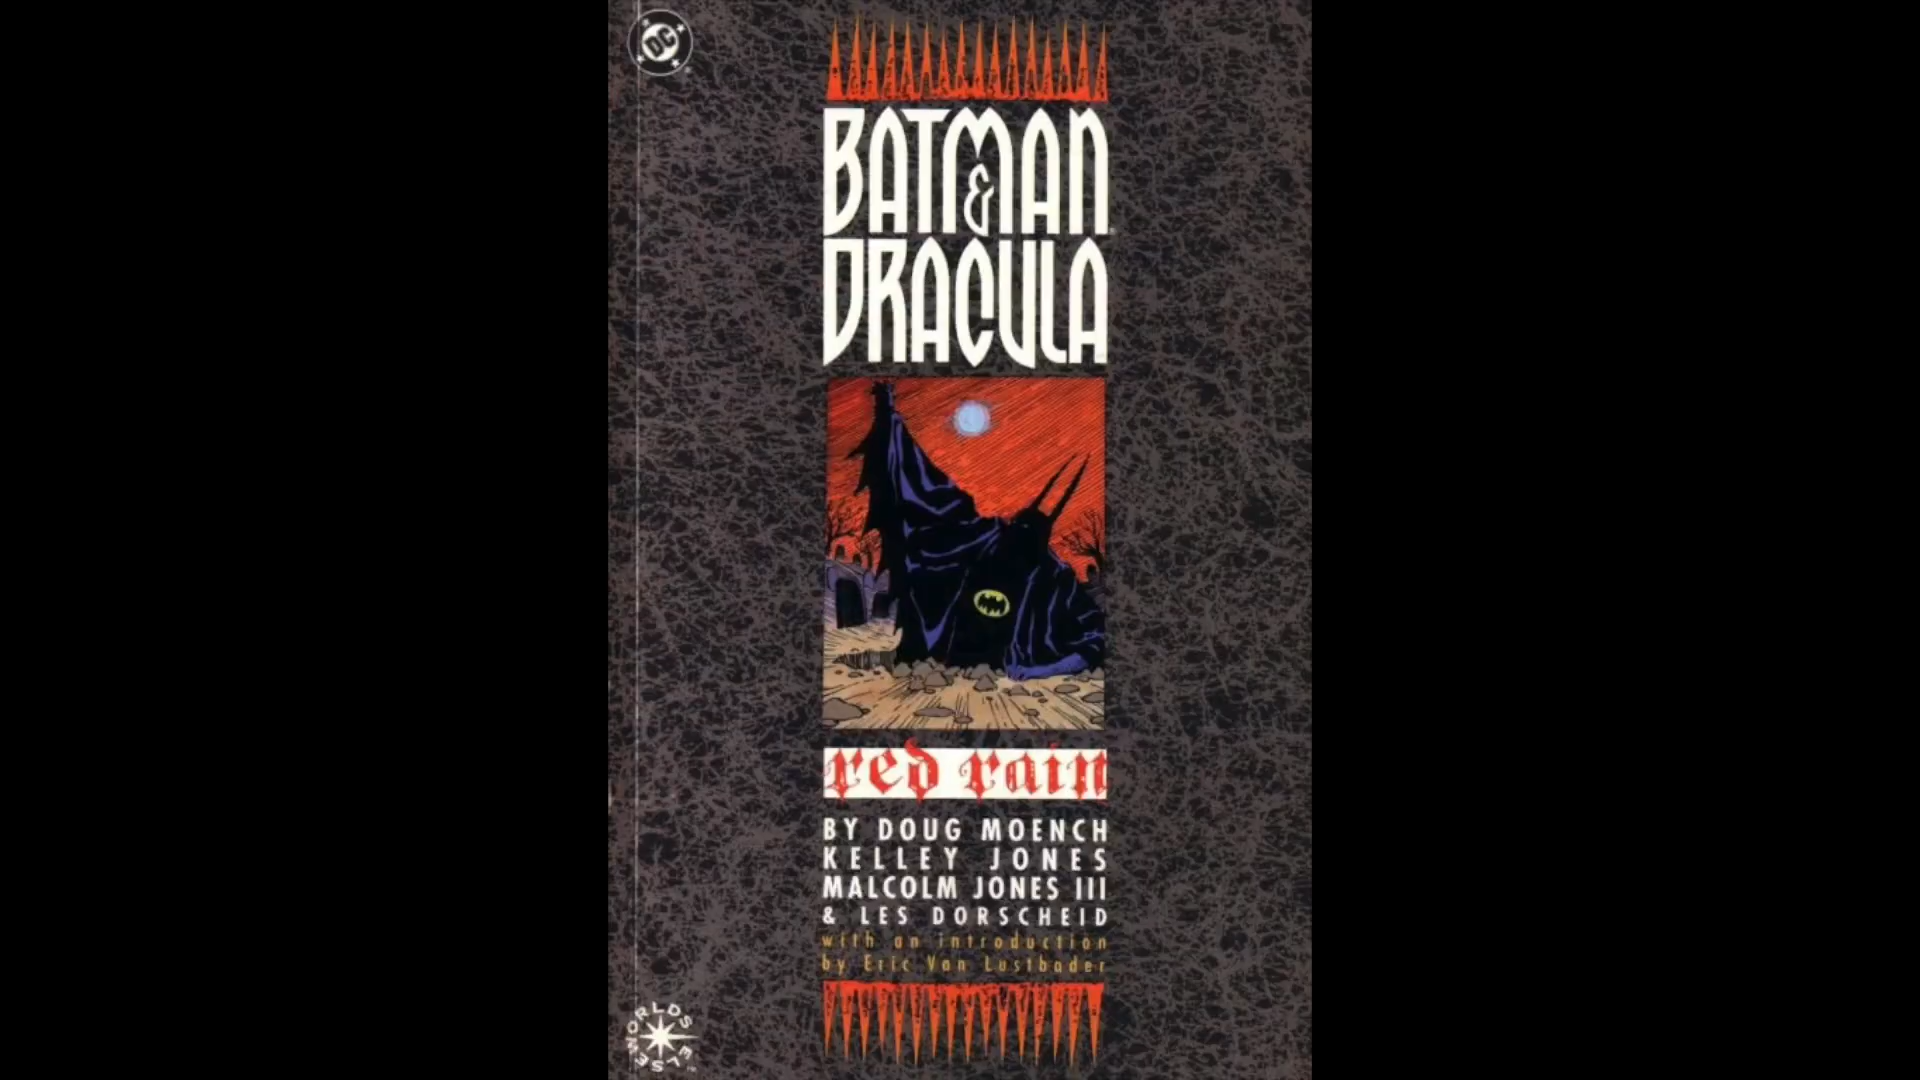 DC
BATMAN
&
DRACULA
red rain
BY DOUG MOENCH
KELLEY JONES
MALCOLM JONES III
& LES DORSCHEID
with an introduction
by Eric Van Lustbader
ELSEWORLDS